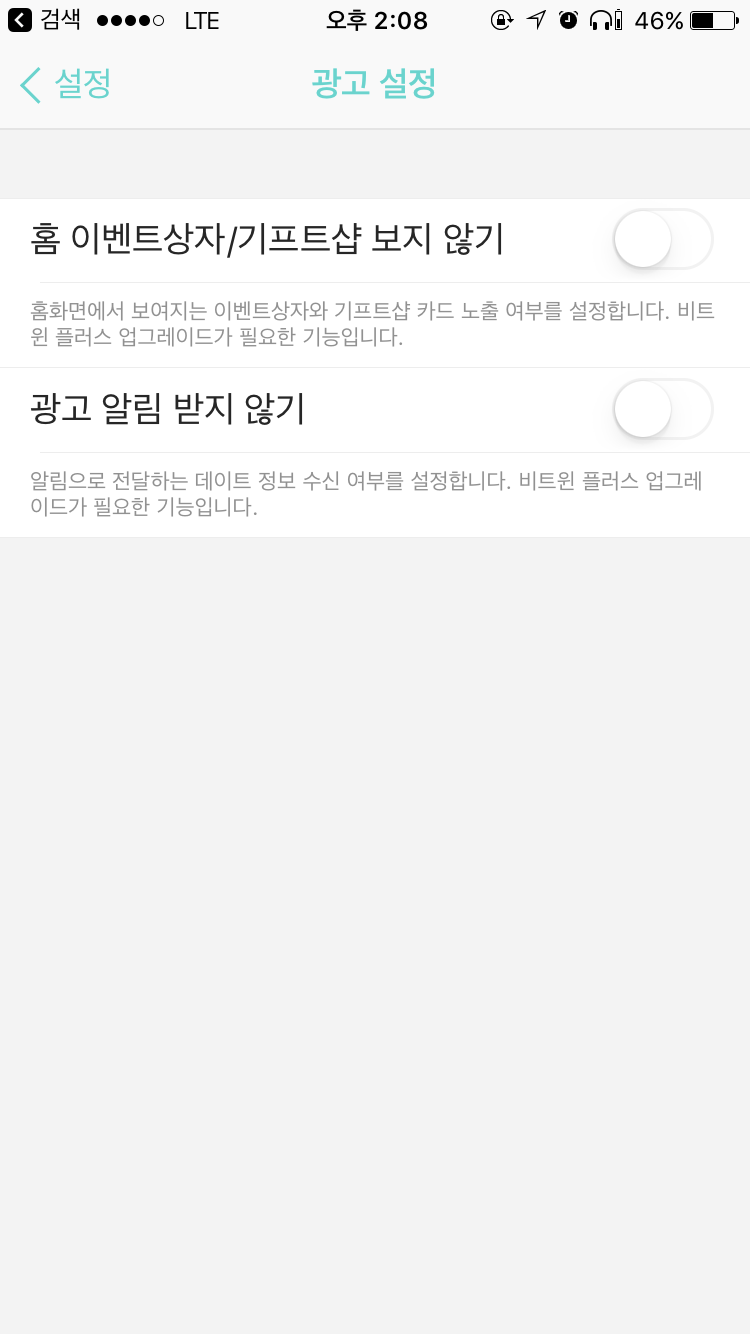 검색 LTE 오후 2:08 46%
설정 광고 설정
홈 이벤트상자/기프트샵 보지 않기
홈화면에서 보여지는 이벤트상자와 기프트샵 카드 노출 여부를 설정합니다. 비트
윈 플러스 업그레이드가 필요한 기능입니다.
광고 알림 받지 않기
알림으로 전달하는 데이트 정보 수신 여부를 설정합니다. 비트윈 플러스 업그레
이드가 필요한 기능입니다.